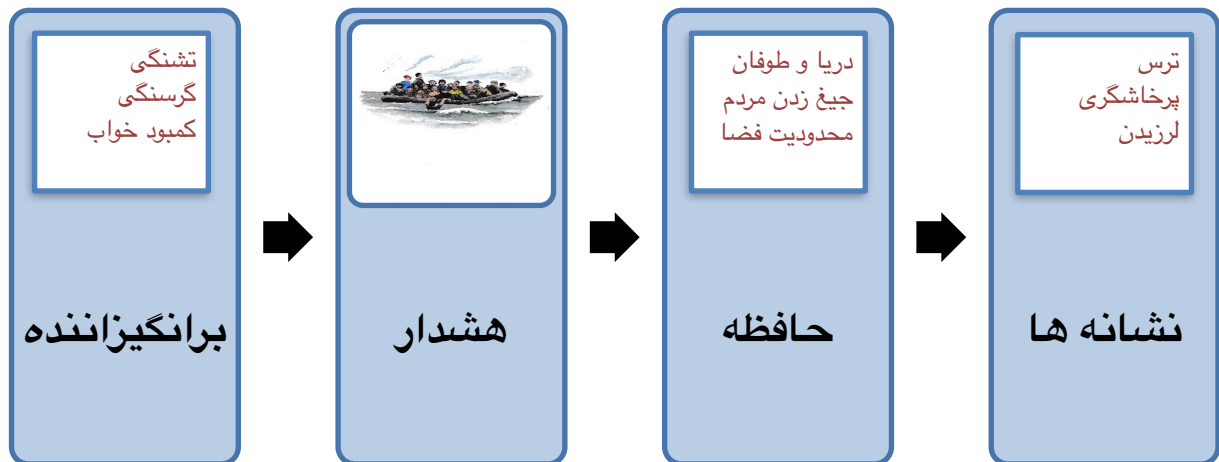 تشنگی
گرسنگی
کمبود خواب
برانگیزاننده
هشدار
دریا و طوفان
جیغ زدن مردم
محدودیت فضا
حافظه
ترس
پرخاشگری
لرزیدن
نشانه ها